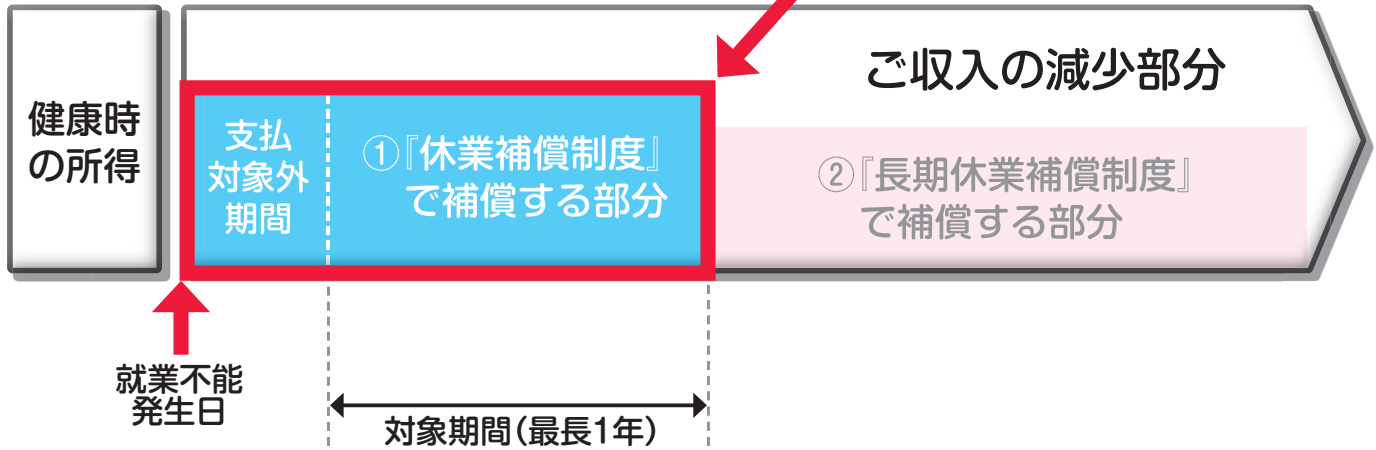 健康時
の所得
支払
対象外
期間
①『休業補償制度』
で補償する部分
ご収入の減少部分
②『長期休業補償制度』
で補償する部分
就業不能
発生日
対象期間(最長1年)